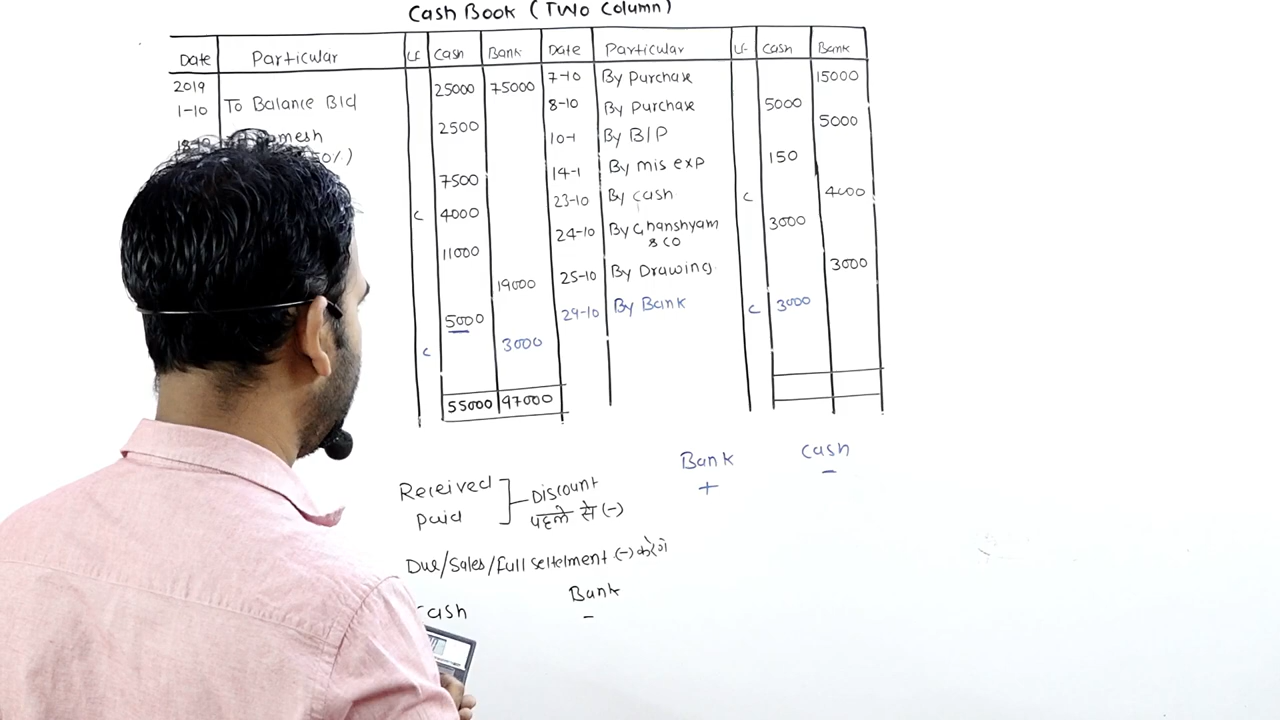 Cash Book (Two Column)
Date Particular LF Cash Bank Date Particular LF Cash Bank
2019 25000 75000 7-10 By Purchase 15000
1-10 To Balance B/d 8-10 By Purchase 5000
2500 10-1 By B/P 5000
14-1 By mis exp 150
7500 23-10 By Cash C 4000
C 4000 24-10 By Ghanshyam 3000
& CO
11000 25-10 By Drawing. 3000
19000
5000 29-10 By Bank C 3000
C 3000
55000 97000
Bank Cash
+ -
Received Discount
Paid पहले से (-)
Due/Sales/Full Settelment (-) करेंगे
Cash Bank
-